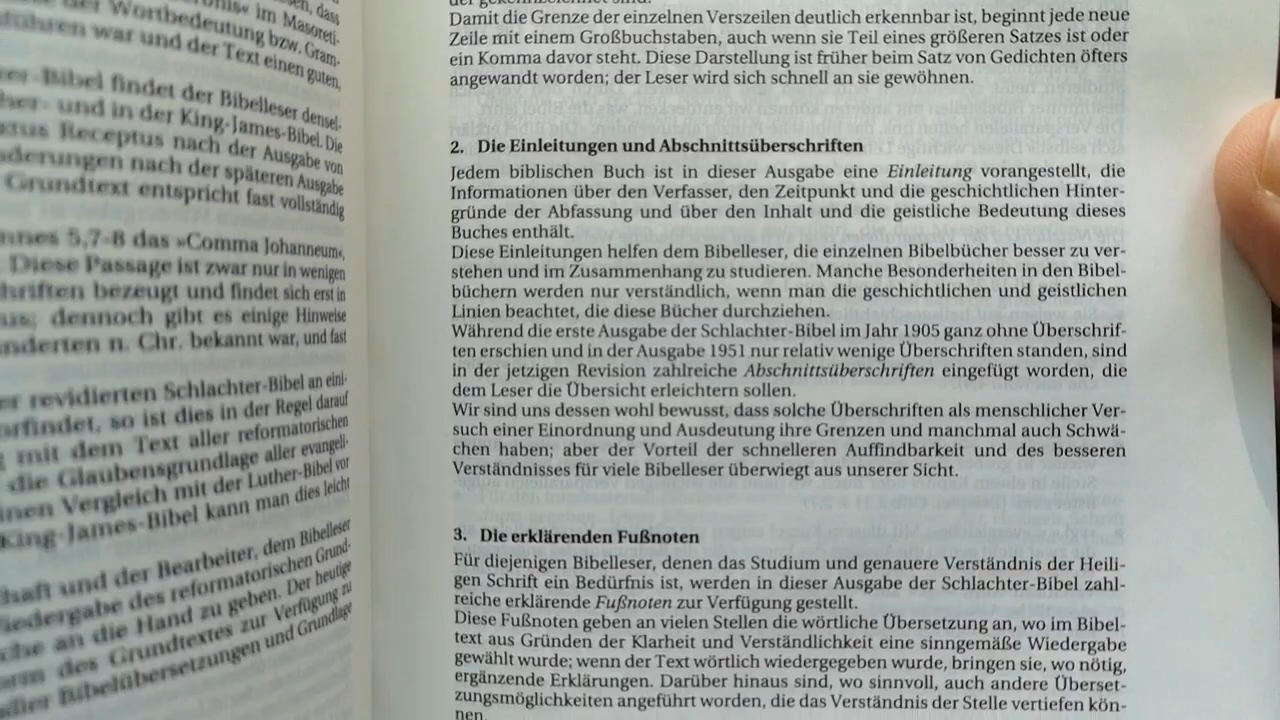 dass
im Masoreti-
der Wortbedeutung bzw. Gram-
war und der Text einen guten,
-Bibel findet der Bibelleser densel-
und in der King-James-Bibel. Die
Receptus nach der Ausgabe von
nach der späteren Ausgabe
Grundtext entspricht fast vollständig
5,7-8 das »Comma Johanneum«,
Diese Passage ist zwar nur in wenigen
bezeugt und findet sich erst in
dennoch gibt es einige Hinweise
n. Chr. bekannt war, und fast
revidierten Schlachter-Bibel an eini-
so ist dies in der Regel darauf
mit dem Text aller reformatorischen
die Glaubensgrundlage aller evangeli-
Vergleich mit der Luther-Bibel vor
King-James-Bibel kann man dies leicht
und der Bearbeiter, dem Bibelleser
des reformatorischen Grund-
an die Hand zu geben. Der heutige
des Grundtextes zur Verfügung zu
Bibelübersetzungen und Grundlage
Damit die Grenze der einzelnen Verszeilen deutlich erkennbar ist, beginnt jede neue
Zeile mit einem Großbuchstaben, auch wenn sie Teil eines größeren Satzes ist oder
ein Komma davor steht. Diese Darstellung ist früher beim Satz von Gedichten öfters
angewandt worden; der Leser wird sich schnell an sie gewöhnen.
2. Die Einleitungen und Abschnittsüberschriften
Jedem biblischen Buch ist in dieser Ausgabe eine Einleitung vorangestellt, die
Informationen über den Verfasser, den Zeitpunkt und die geschichtlichen Hinter-
gründe der Abfassung und über den Inhalt und die geistliche Bedeutung dieses
Buches enthält.
Diese Einleitungen helfen dem Bibelleser, die einzelnen Bibelbücher besser zu ver-
stehen und im Zusammenhang zu studieren. Manche Besonderheiten in den Bibel-
büchern werden nur verständlich, wenn man die geschichtlichen und geistlichen
Linien beachtet, die diese Bücher durchziehen.
Während die erste Ausgabe der Schlachter-Bibel im Jahr 1905 ganz ohne Überschrif-
ten erschien und in der Ausgabe 1951 nur relativ wenige Überschriften standen, sind
in der jetzigen Revision zahlreiche Abschnittsüberschriften eingefügt worden, die
dem Leser die Übersicht erleichtern sollen.
Wir sind uns dessen wohl bewusst, dass solche Überschriften als menschlicher Ver-
such einer Einordnung und Ausdeutung ihre Grenzen und manchmal auch Schwä-
chen haben; aber der Vorteil der schnelleren Auffindbarkeit und des besseren
Verständnisses für viele Bibelleser überwiegt aus unserer Sicht.
3. Die erklärenden Fußnoten
Für diejenigen Bibelleser, denen das Studium und genauere Verständnis der Heili-
gen Schrift ein Bedürfnis ist, werden in dieser Ausgabe der Schlachter-Bibel zahl-
reiche erklärende Fußnoten zur Verfügung gestellt.
Diese Fußnoten geben an vielen Stellen die wörtliche Übersetzung an, wo im Bibel-
text aus Gründen der Klarheit und Verständlichkeit eine sinngemäße Wiedergabe
gewählt wurde; wenn der Text wörtlich wiedergegeben wurde, bringen sie, wo nötig,
ergänzende Erklärungen. Darüber hinaus sind, wo sinnvoll, auch andere Überset-
zungsmöglichkeiten angeführt worden, die das Verständnis der Stelle vertiefen kön-
nen.